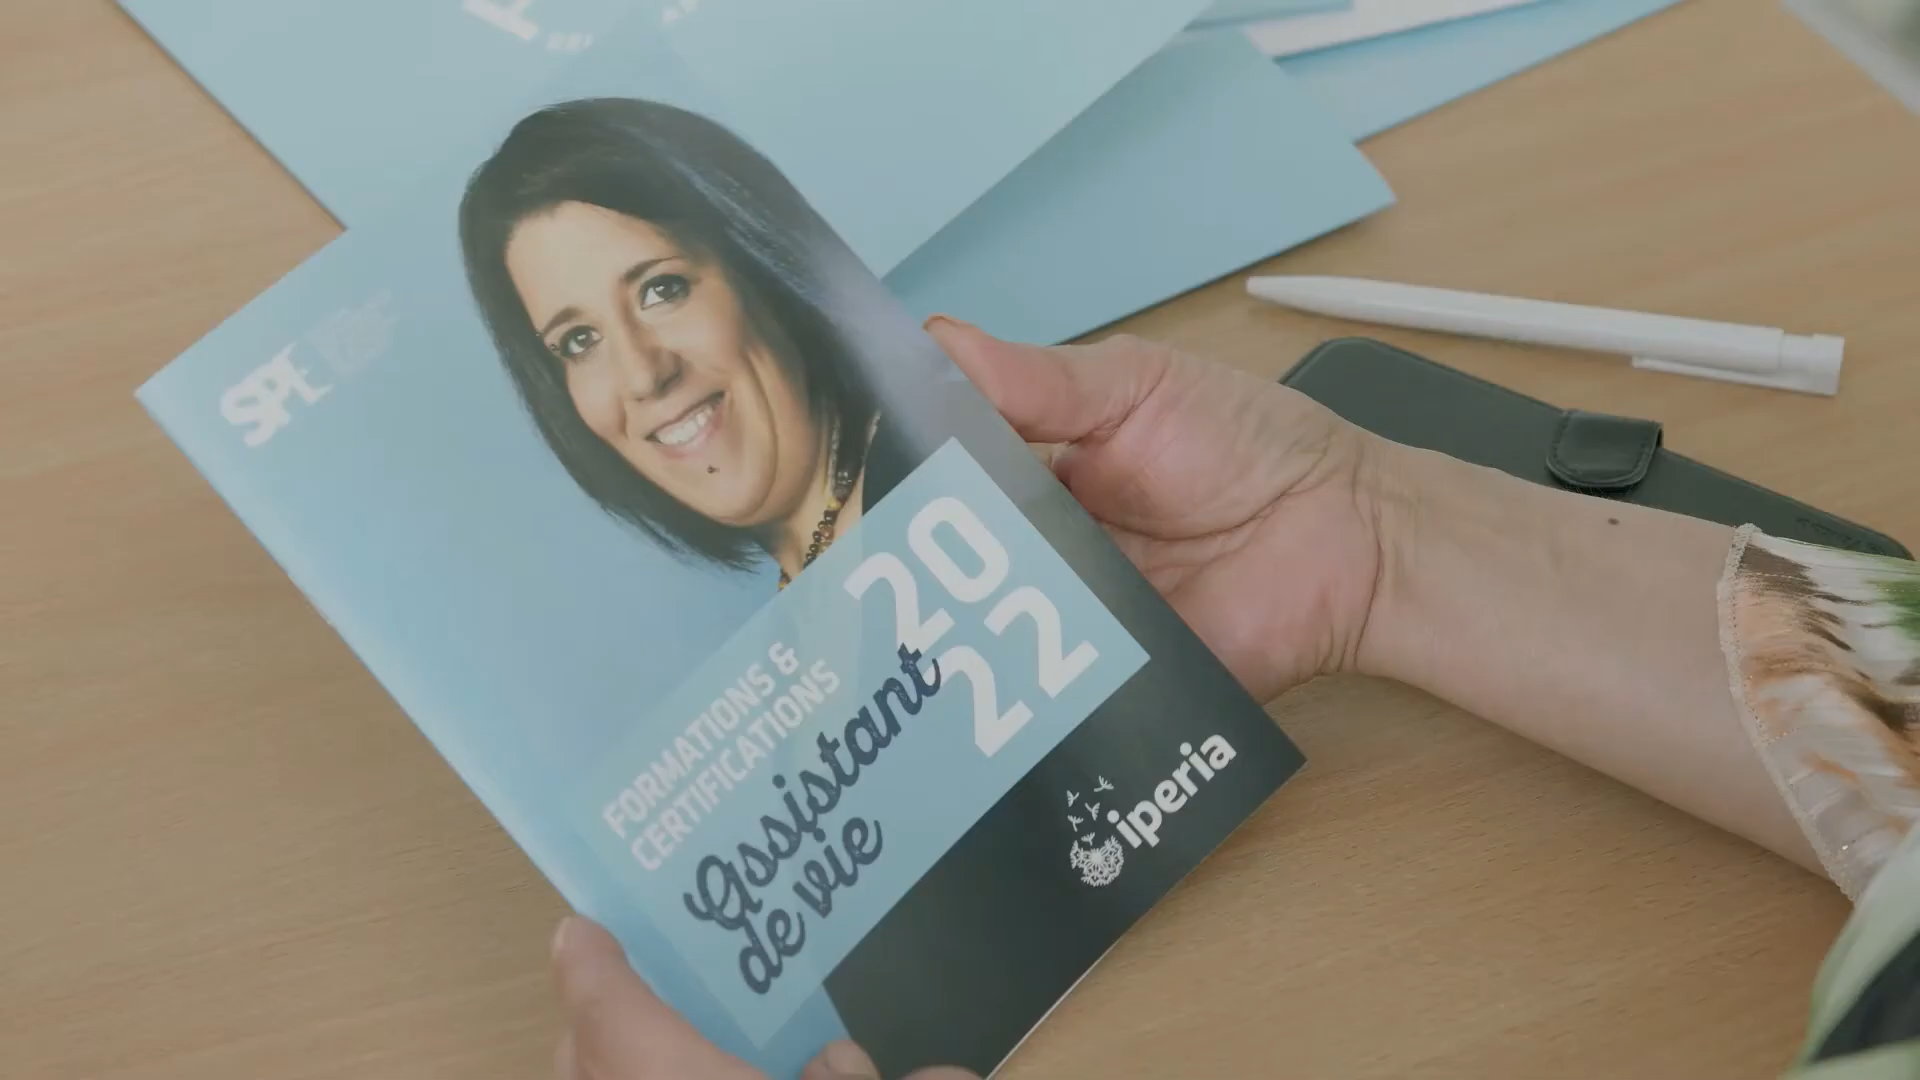 SPE
20
22
FORMATIONS &
CERTIFICATIONS
Assistant
de vie
iperia